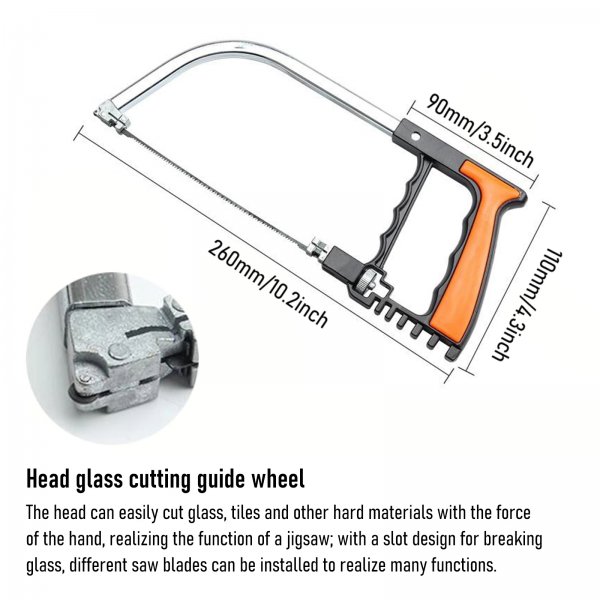 90mm/3.5inch
260mm/10.2inch
110mm/4.3inch
Head glass cutting guide wheel
The head can easily cut glass, tiles and other hard materials with the force
of the hand, realizing the function of a jigsaw; with a slot design for breaking
glass, different saw blades can be installed to realize many functions.